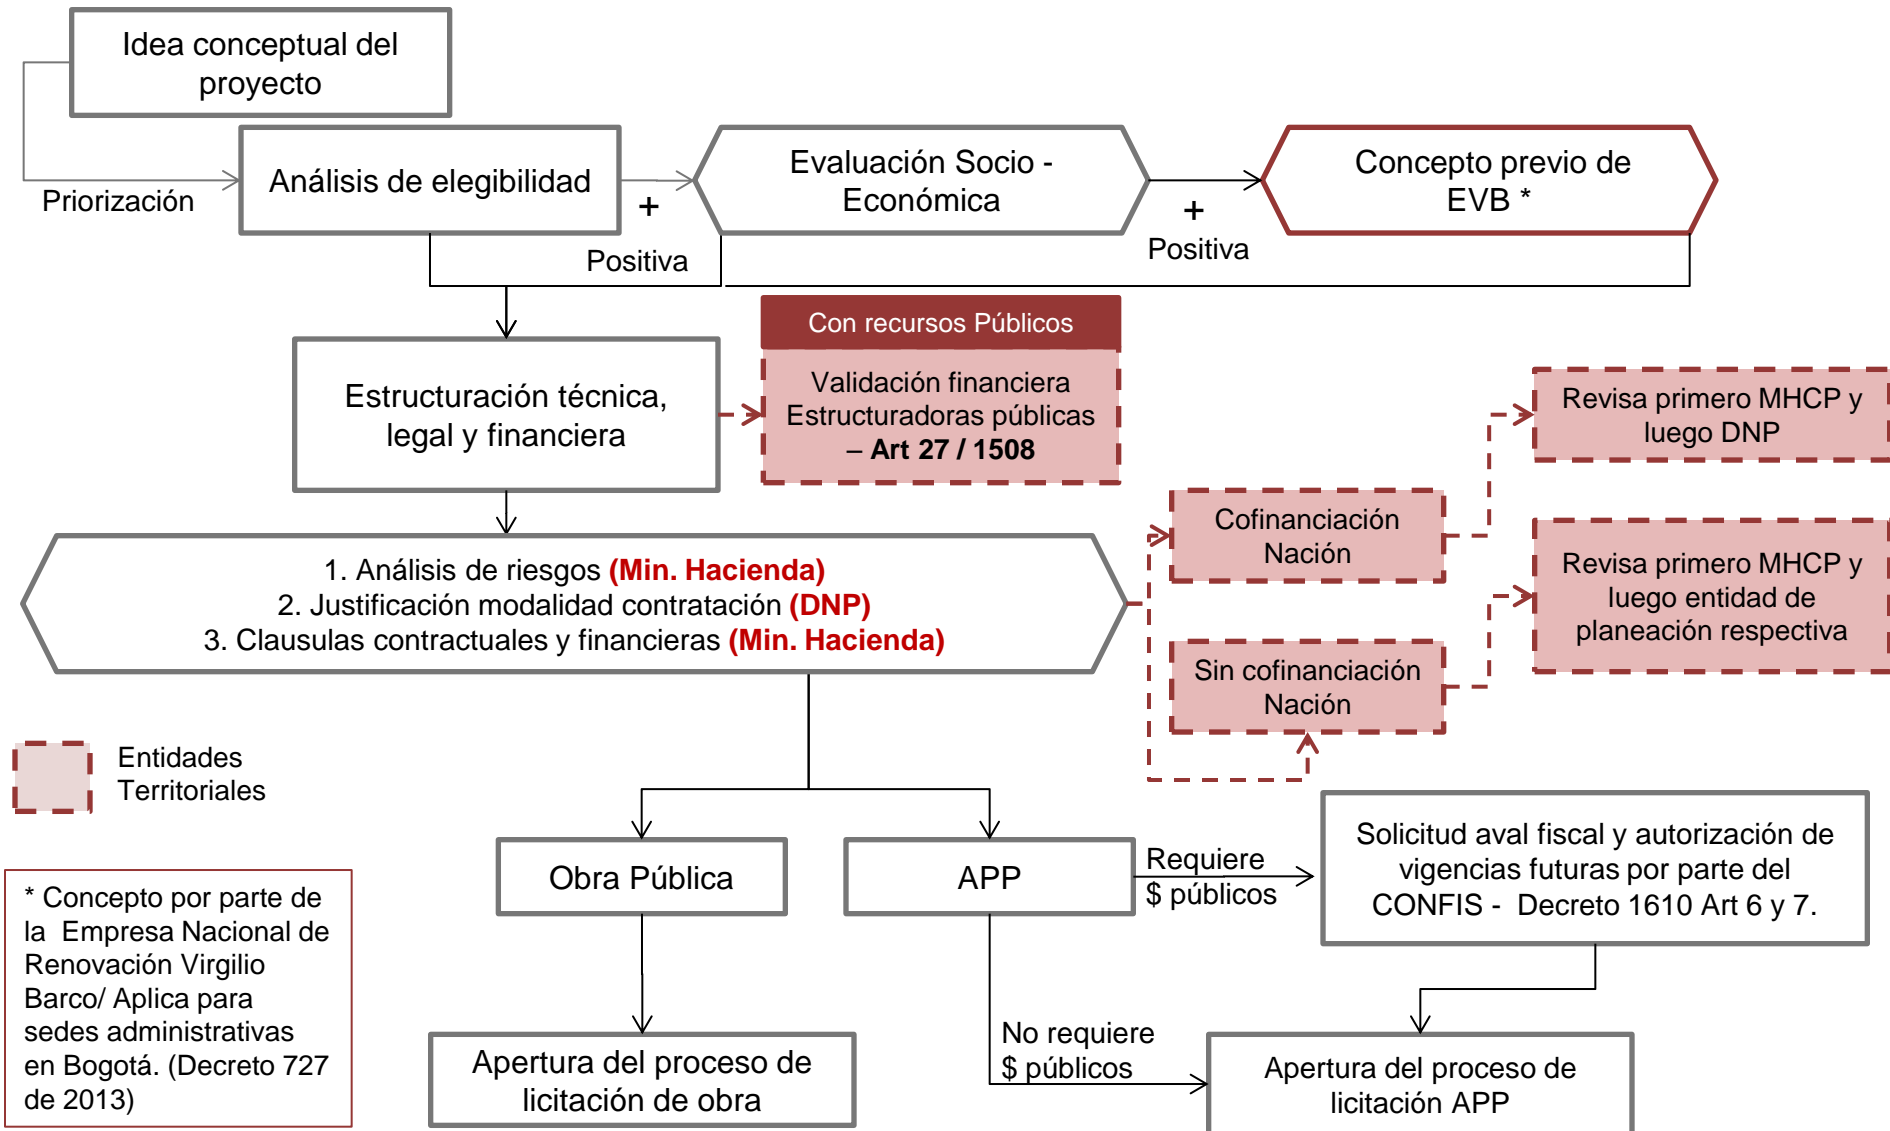 Idea conceptual del
proyecto
Priorización
Análisis de elegibilidad
+
Positiva
Evaluación Socio -
Económica
+
Positiva
Concepto previo de
EVB *
Estructuración técnica,
legal y financiera
Con recursos Públicos
Validación financiera
Estructuradoras públicas
– Art 27 / 1508
1. Análisis de riesgos (Min. Hacienda)
2. Justificación modalidad contratación (DNP)
3. Clausulas contractuales y financieras (Min. Hacienda)
Cofinanciación
Nación
Revisa primero MHCP y
luego DNP
Sin cofinanciación
Nación
Revisa primero MHCP y
luego entidad de
planeación respectiva
Entidades
Territoriales
Obra Pública
APP
Requiere
$ públicos
Solicitud aval fiscal y autorización de
vigencias futuras por parte del
CONFIS - Decreto 1610 Art 6 y 7.
* Concepto por parte de
la Empresa Nacional de
Renovación Virgilio
Barco/ Aplica para
sedes administrativas
en Bogotá. (Decreto 727
de 2013)
Apertura del proceso de
licitación de obra
No requiere
$ públicos
Apertura del proceso de
licitación APP